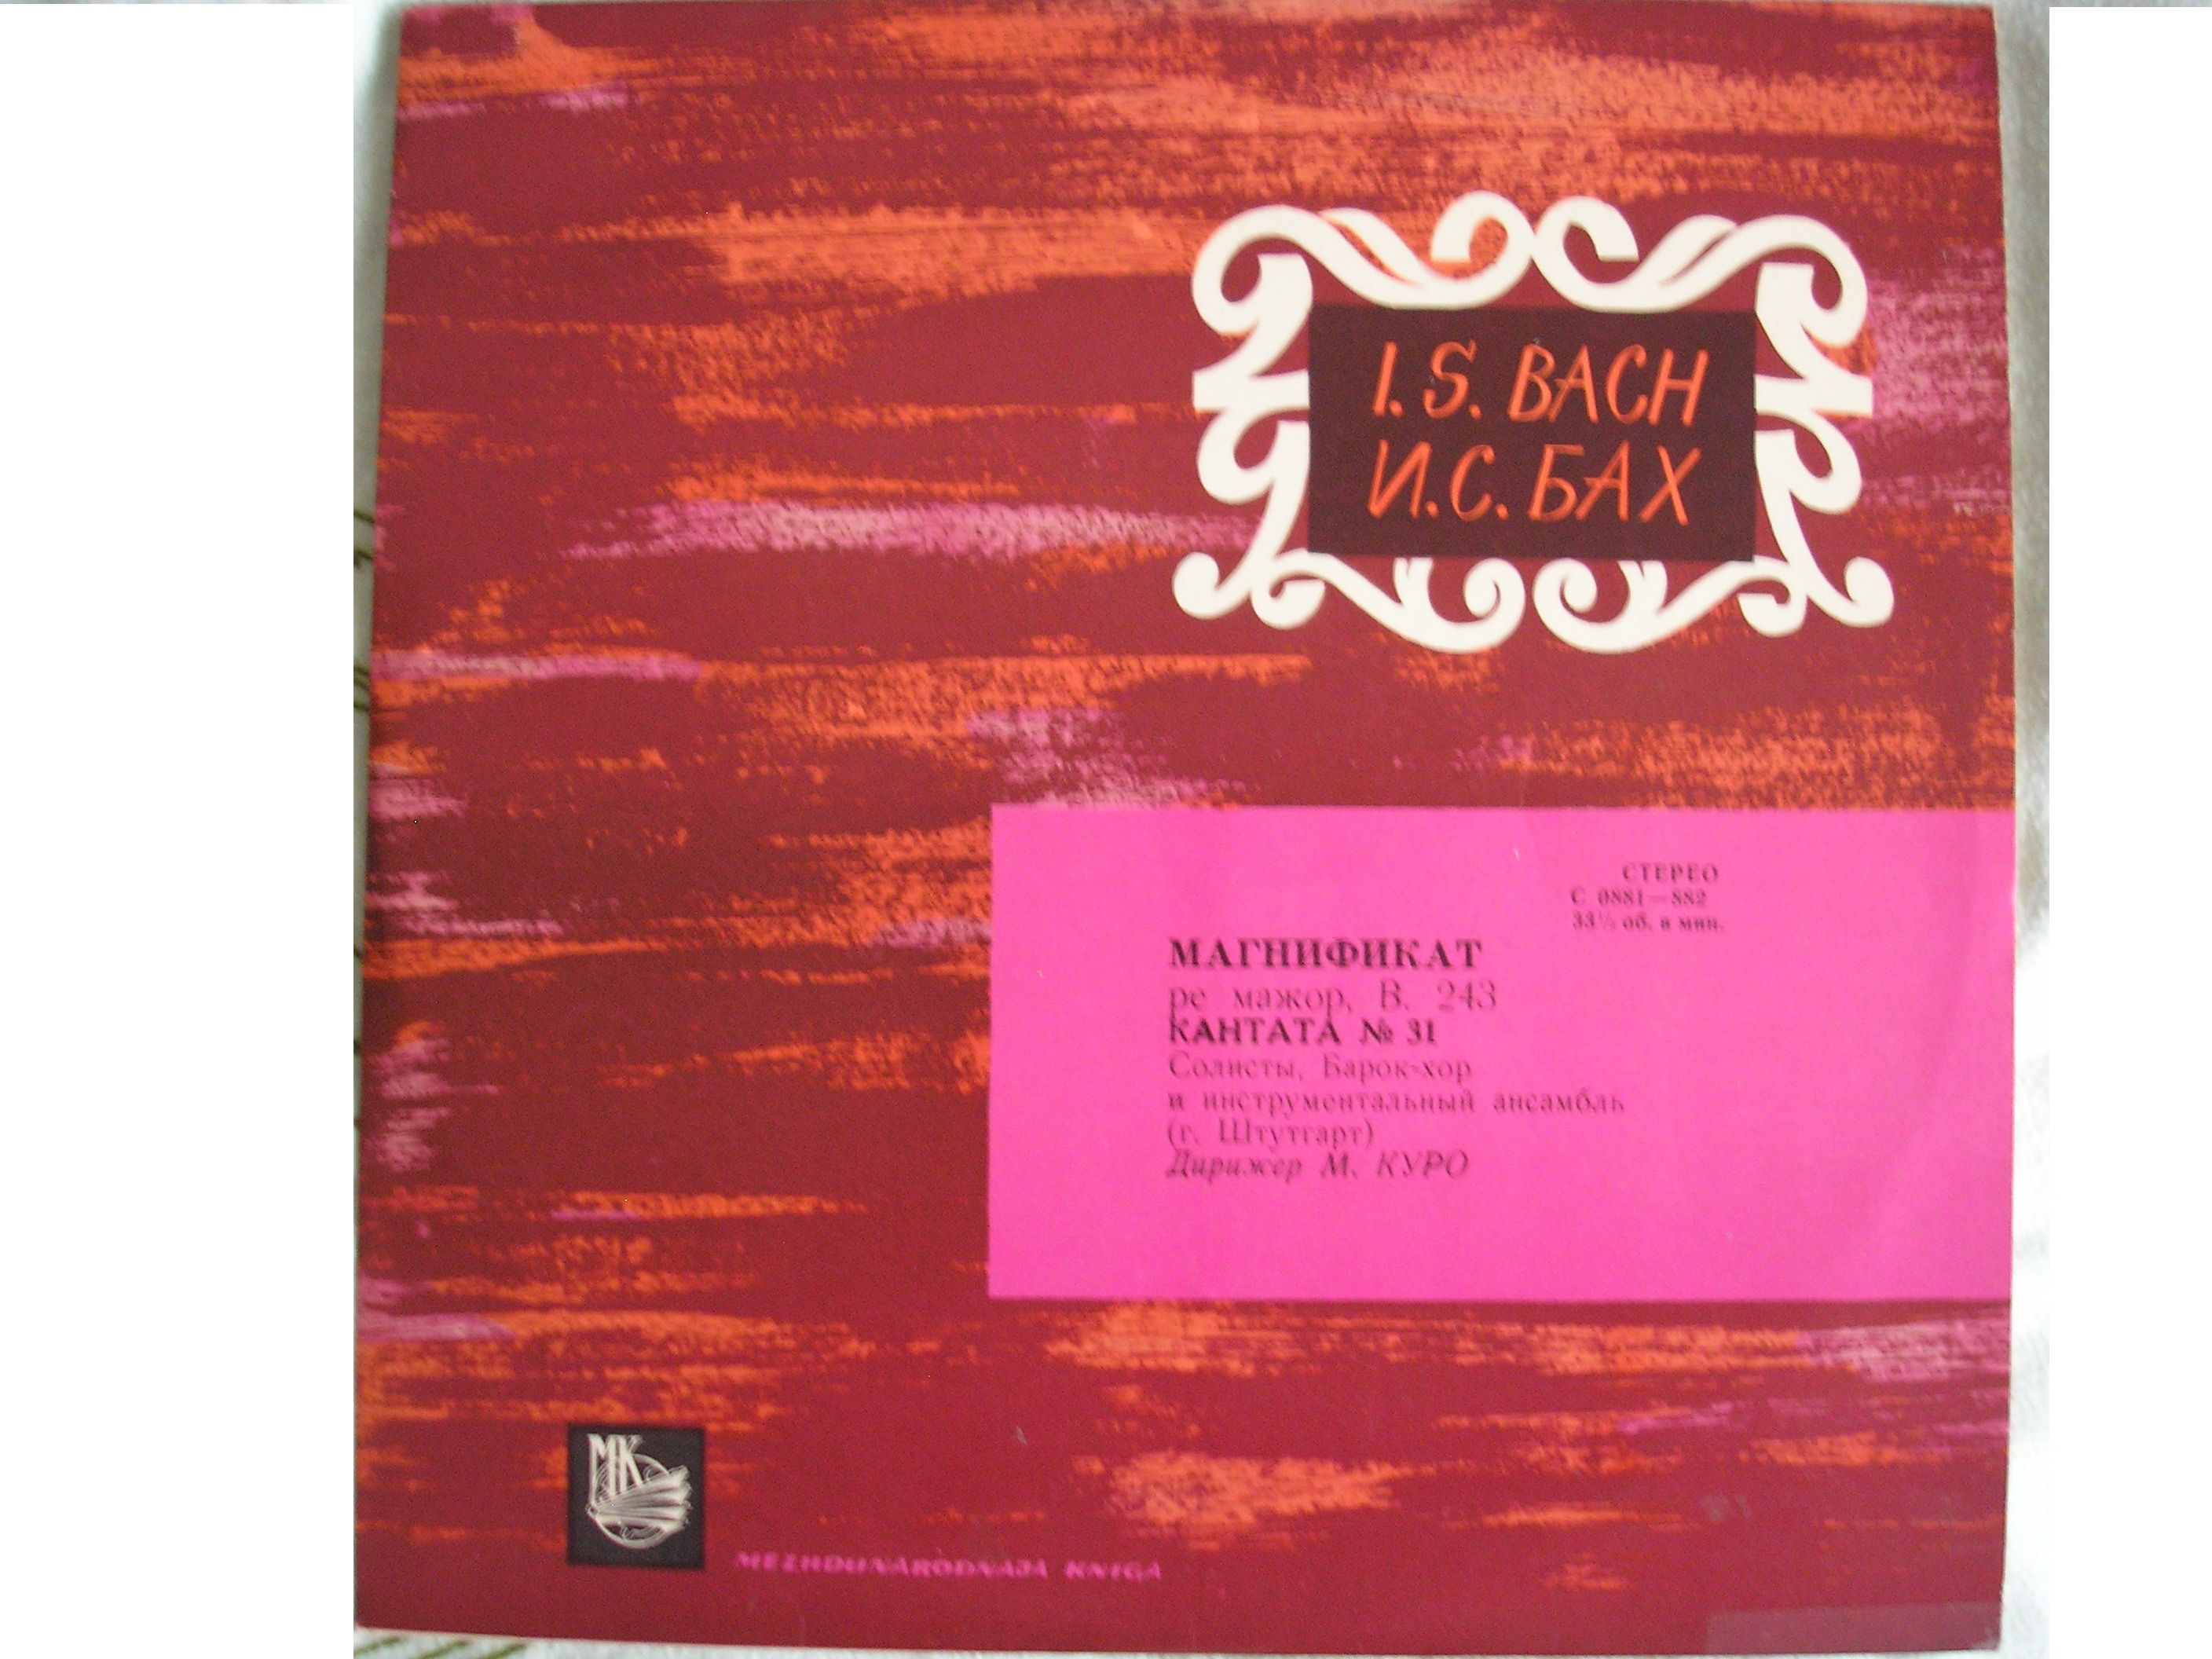 I. S. BACH
И. С. БАХ
СТЕРЕО
С 0881—882
33⅓ об. в мин.
МАГНИФИКАТ
ре мажор, В. 243
КАНТАТА № 31
Солисты, Барок-хор
и инструментальный ансамбль
(г. Штутгарт)
Дирижер М. КУРО
МК
MEZHDUNARODNAJA KNIGA